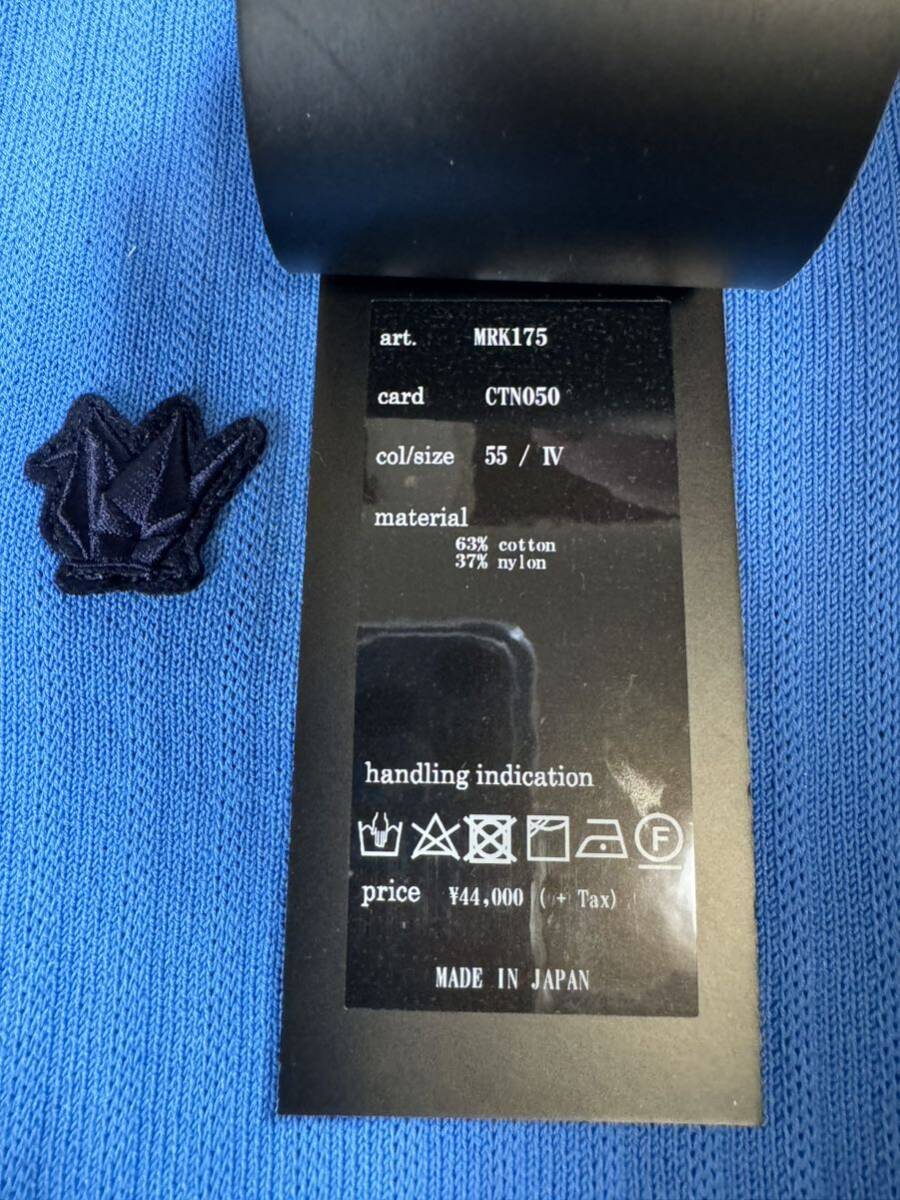 art. MRK175
card CTN050
col/size 55 / Ⅳ
material
63% cotton
37% nylon
handling indication
F
price ¥44,000 ( + Tax)
MADE IN JAPAN